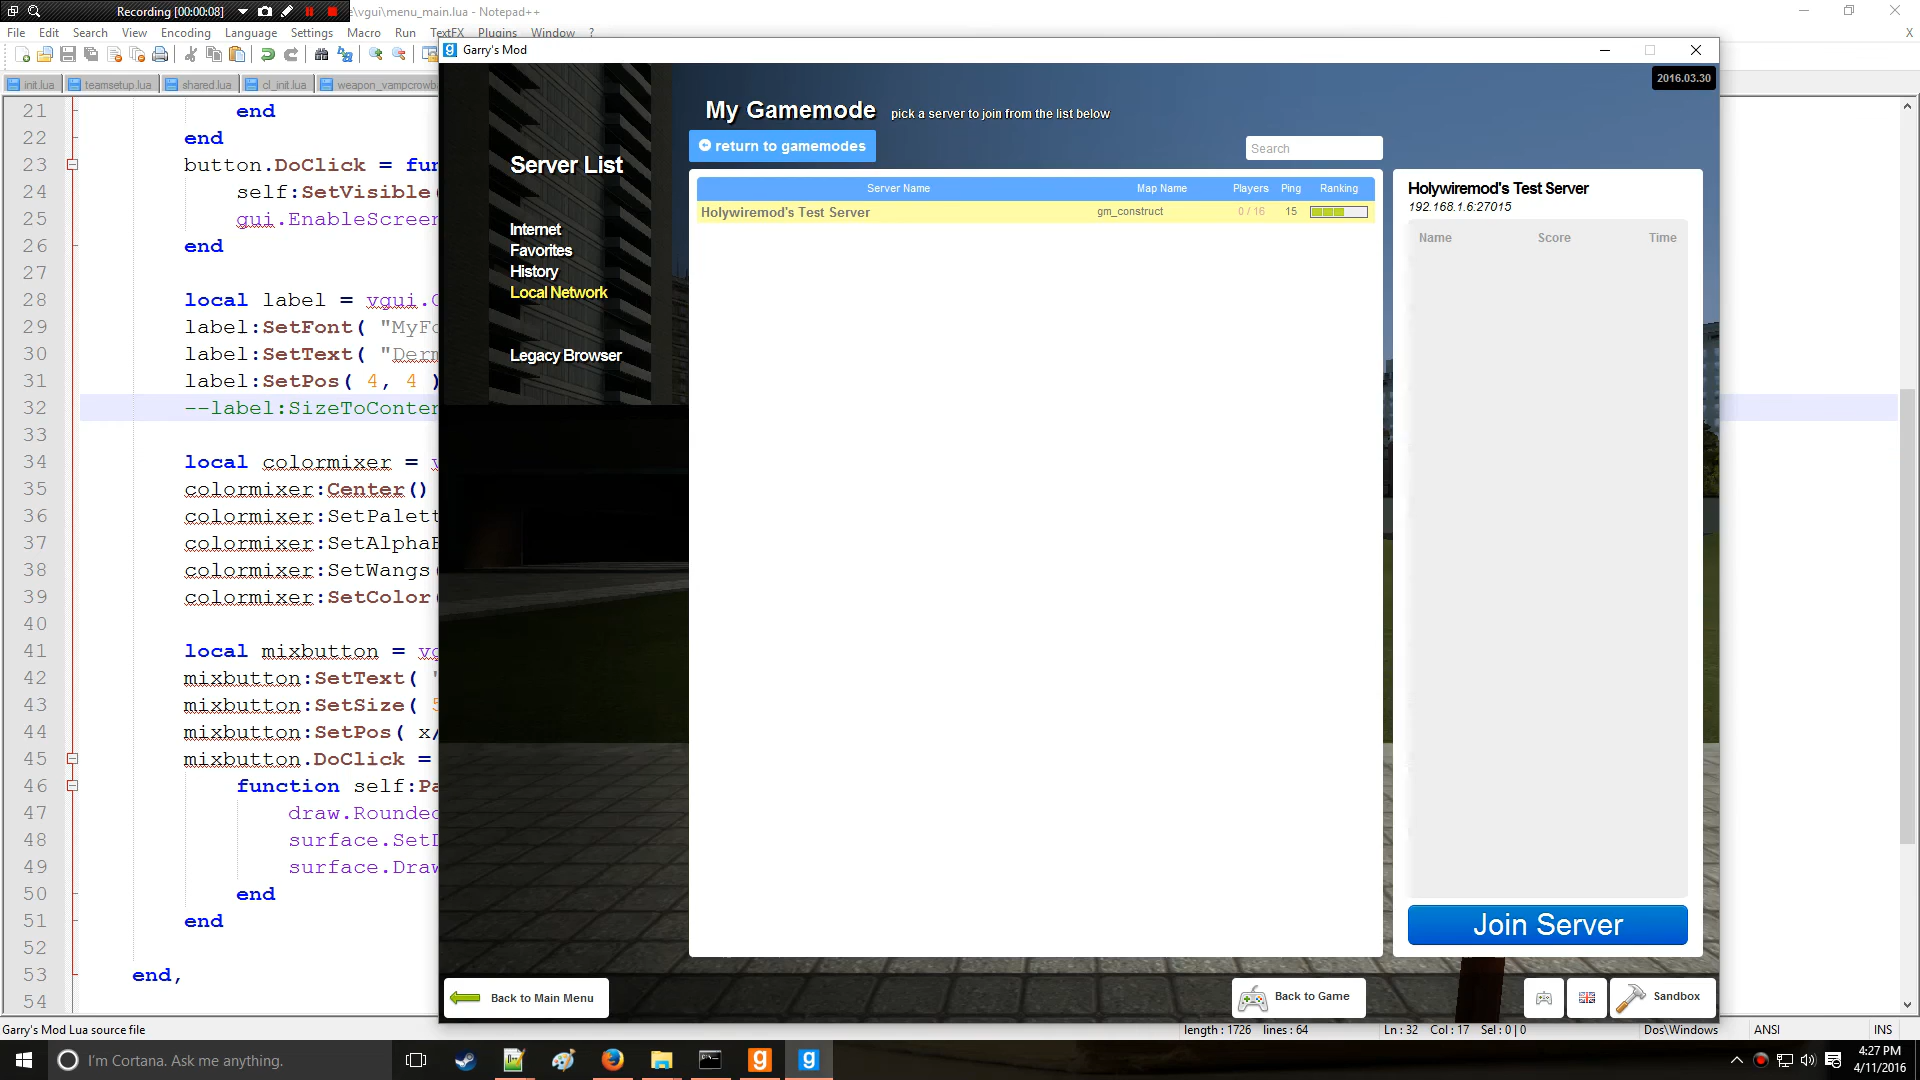 Recording [00:00:08]
e\vgui\menu_main.lua - Notepad++
File Edit Search View Encoding Language Settings Macro Run TextFX Plugins Window ?
X
init.lua teamsetup.lua shared.lua cl_init.lua weapon_vampcrowb
21 end
22 end
23 button.DoClick = fu
24 self:SetVisible
25 gui.EnableScreen
26 end
27
28 local label = vgui.
29 label:SetFont( "MyFo
30 label:SetText( "Derm
31 label:SetPos( 4, 4 )
32 --label:SizeToConten
33
34 local colormixer =
35 colormixer:Center()
36 colormixer:SetPalett
37 colormixer:SetAlpha
38 colormixer:SetWangs
39 colormixer:SetColor
40
41 local mixbutton = vg
42 mixbutton:SetText( "
43 mixbutton:SetSize( 5
44 mixbutton:SetPos( x/
45 mixbutton.DoClick =
46 function self:Pa
47 draw.Rounded
48 surface.SetD
49 surface.Draw
50 end
51 end
52
53 end,
54
Garry's Mod
2016.03.30
My Gamemode pick a server to join from the list below
return to gamemodes
Search
Server List
Internet
Favorites
History
Local Network
Legacy Browser
Server Name Map Name Players Ping Ranking
Holywiremod's Test Server gm_construct 0 / 16 15
Holywiremod's Test Server
192.168.1.6:27015
Name Score Time
Join Server
Back to Main Menu
Back to Game
Sandbox
Garry's Mod Lua source file
length : 1726 lines : 64
Ln : 32 Col : 17 Sel : 0 | 0
Dos\Windows
ANSI
INS
I'm Cortana. Ask me anything.
4:27 PM
4/11/2016